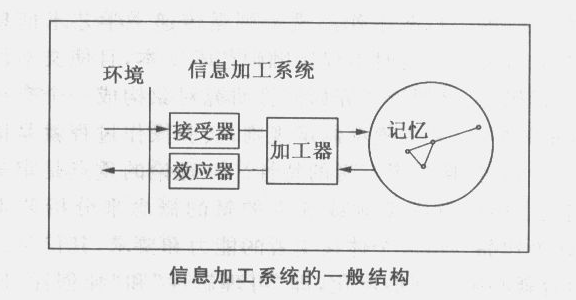 环境
信息加工系统
接受器
效应器
加工器
记忆
信息加工系统的一般结构